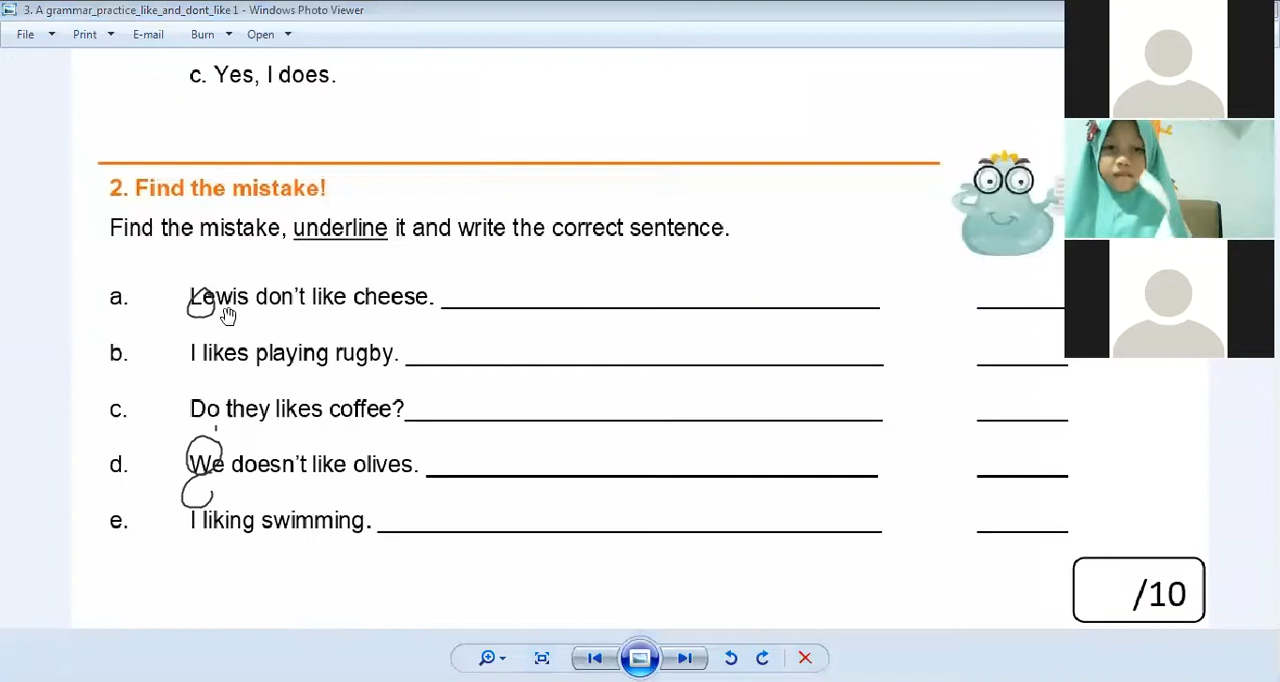 3. A grammar_practice_like_and_dont_like 1 - Windows Photo Viewer
File Print E-mail Burn Open
c. Yes, I does.
2. Find the mistake!
Find the mistake, underline it and write the correct sentence.
a. Lewis don't like cheese.
b. I likes playing rugby.
c. Do they likes coffee?
d. We doesn't like olives.
e. I liking swimming.
/10